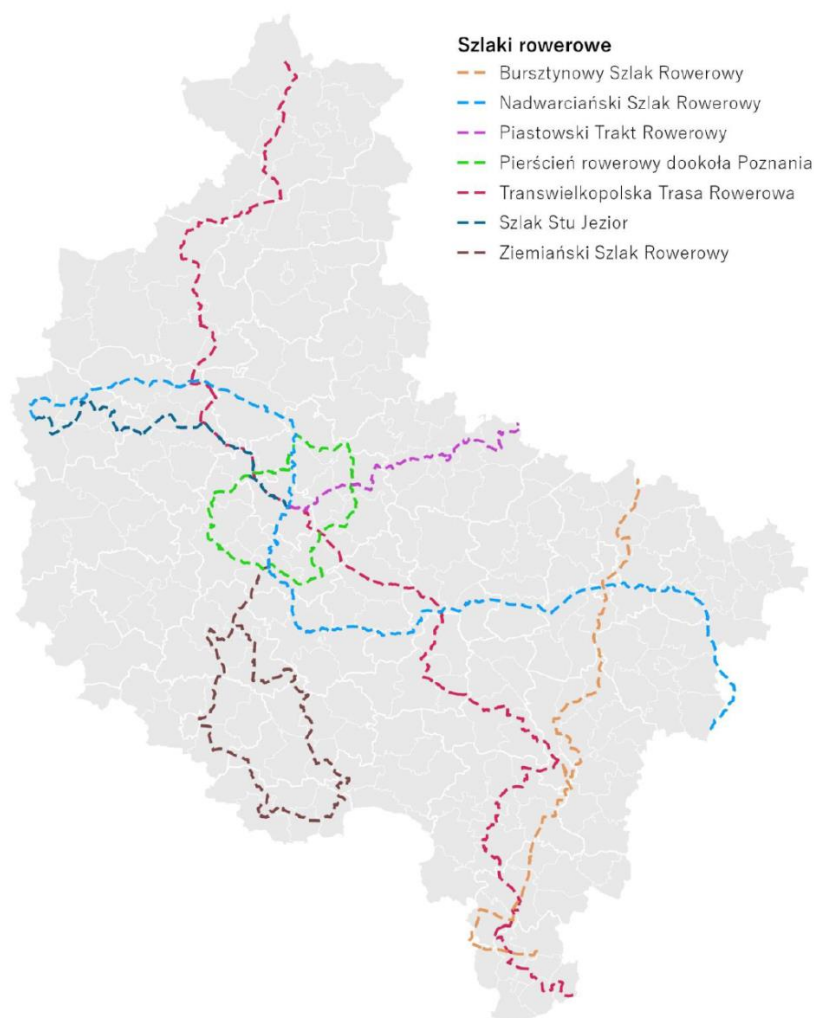 Szlaki rowerowe
Bursztynowy Szlak Rowerowy
Nadwarciański Szlak Rowerowy
Piastowski Trakt Rowerowy
Pierścień rowerowy dookoła Poznania
Transwielkopolska Trasa Rowerowa
Szlak Stu Jezior
Ziemiański Szlak Rowerowy